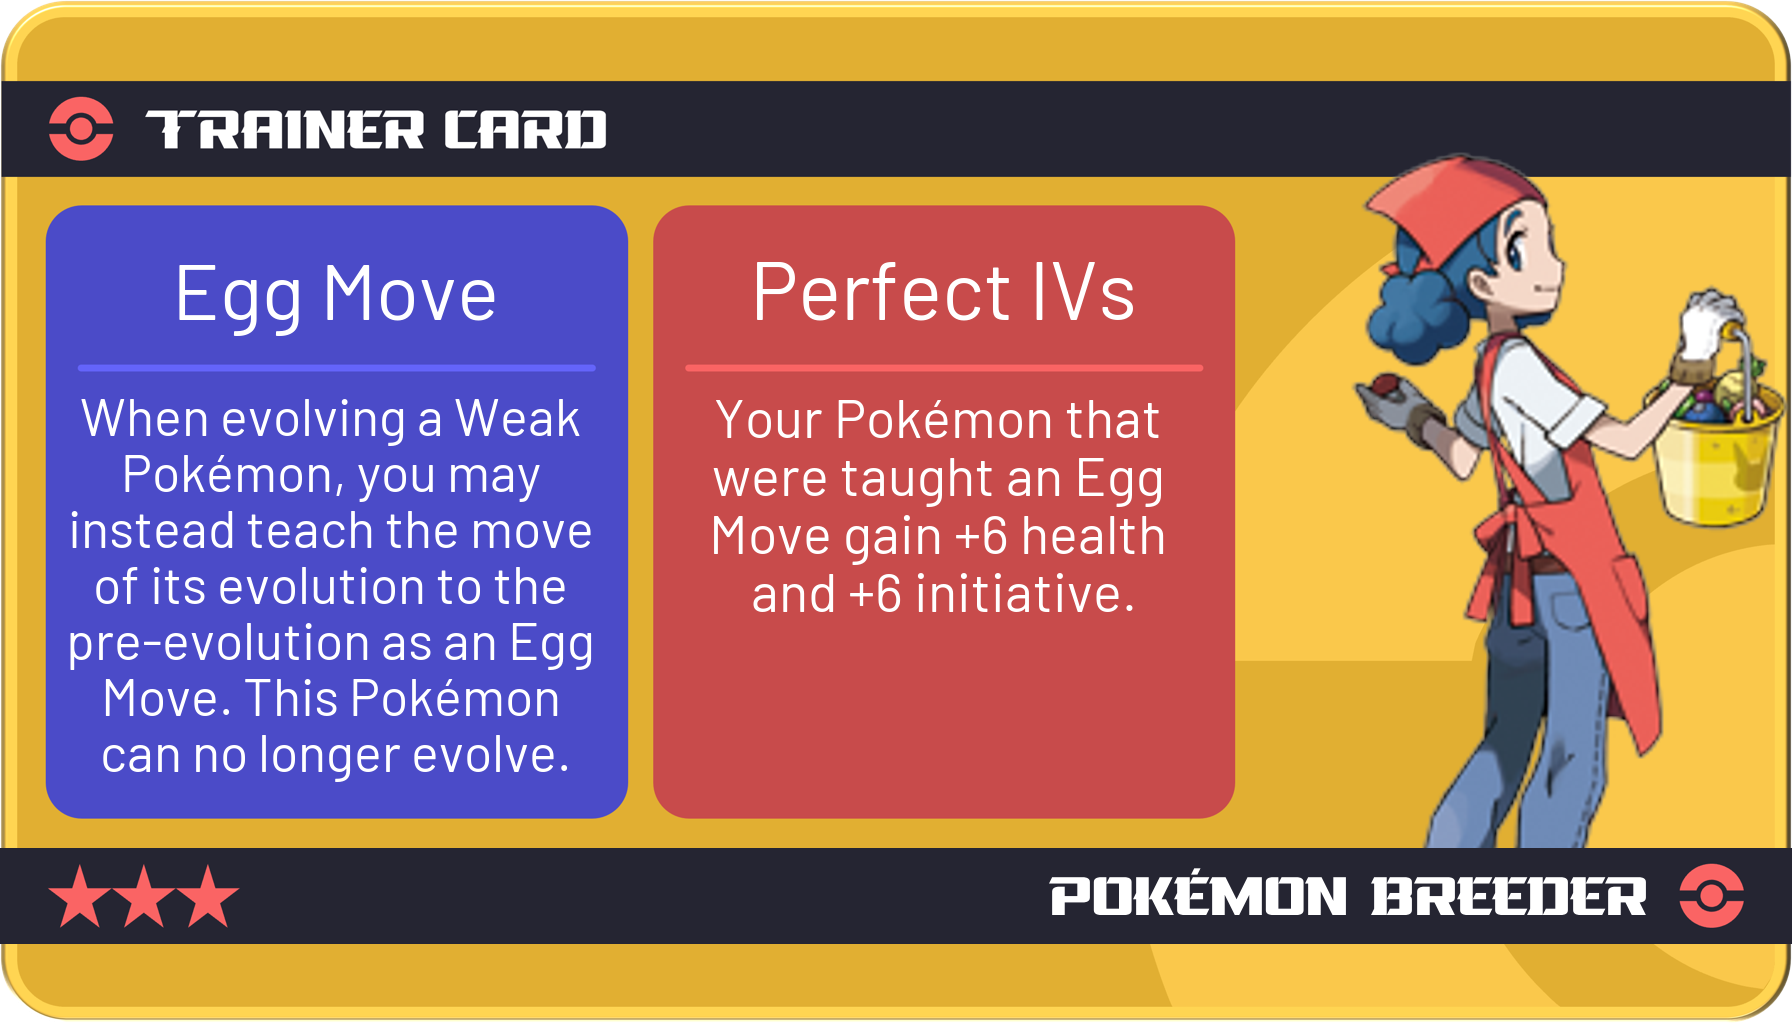 TRAINER CARD
Egg Move
When evolving a Weak
Pokémon, you may
instead teach the move
of its evolution to the
pre-evolution as an Egg
Move. This Pokémon
can no longer evolve.
Perfect IVs
Your Pokémon that
were taught an Egg
Move gain +6 health
and +6 initiative.
POKÉMON BREEDER